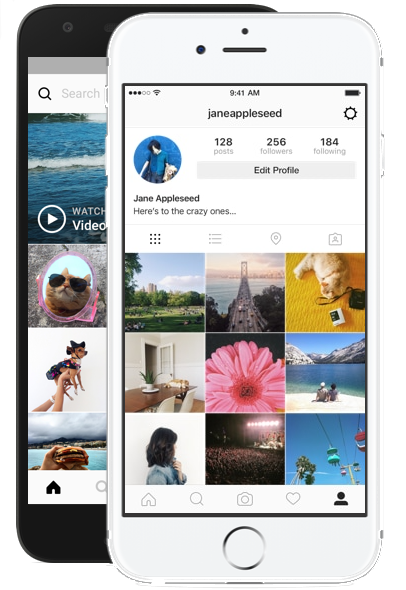 Search
WATCH
Video
9:41 AM
janeappleseed
128
posts
256
followers
184
following
Edit Profile
Jane Appleseed
Here's to the crazy ones...